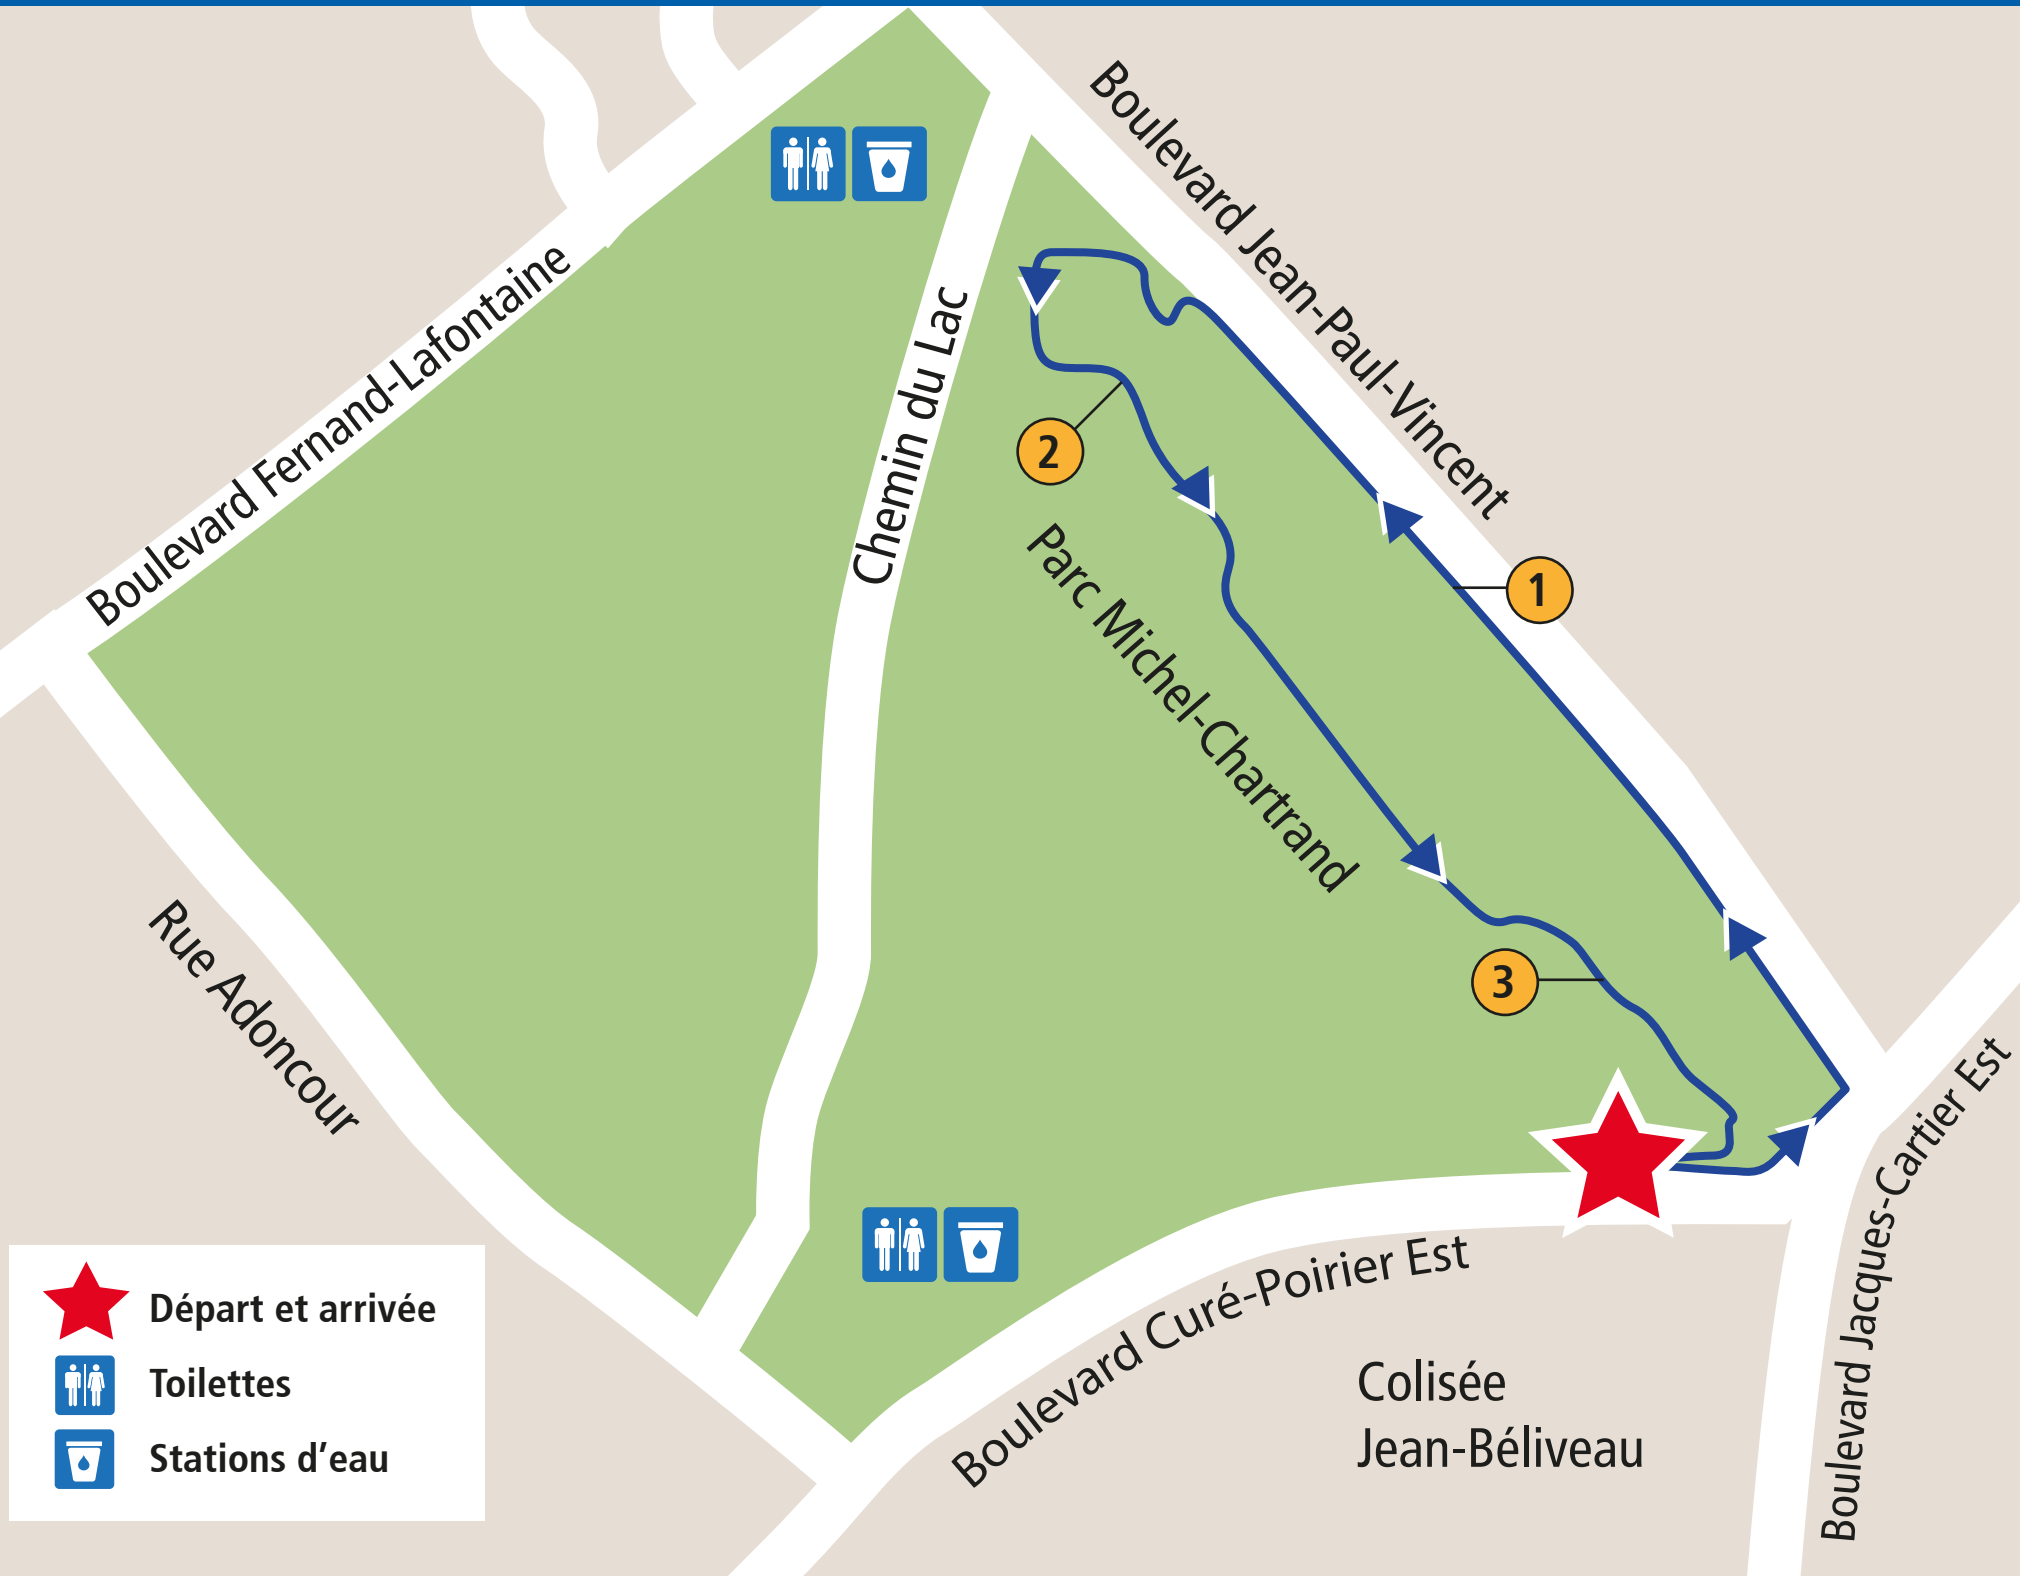 Boulevard Jean-Paul-Vincent
Boulevard Fernand-Lafontaine
Chemin du Lac
2
1
Parc Michel-Chartrand
3
Rue Adoncour
Boulevard Jacques-Cartier Est
Boulevard Curé-Poirier Est
Colisée
Jean-Béliveau
Départ et arrivée
Toilettes
Stations d’eau